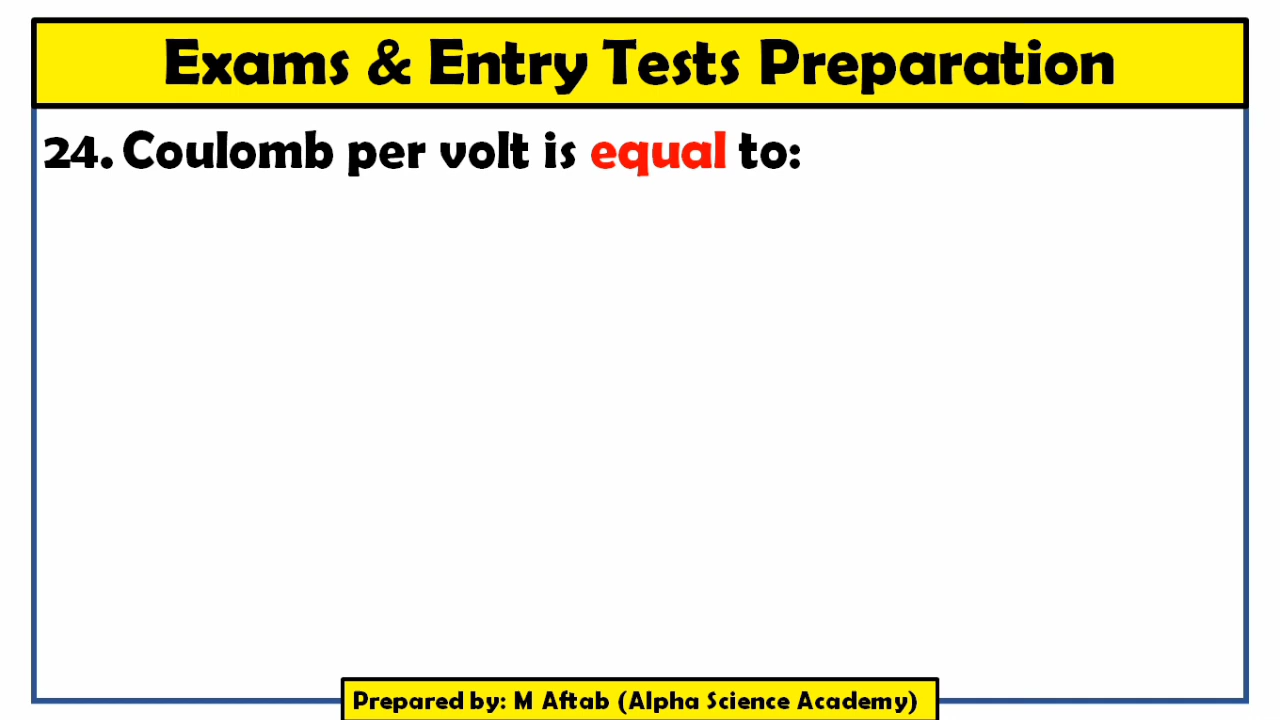 Exams & Entry Tests Preparation
24. Coulomb per volt is equal to:
Prepared by: M Aftab (Alpha Science Academy)